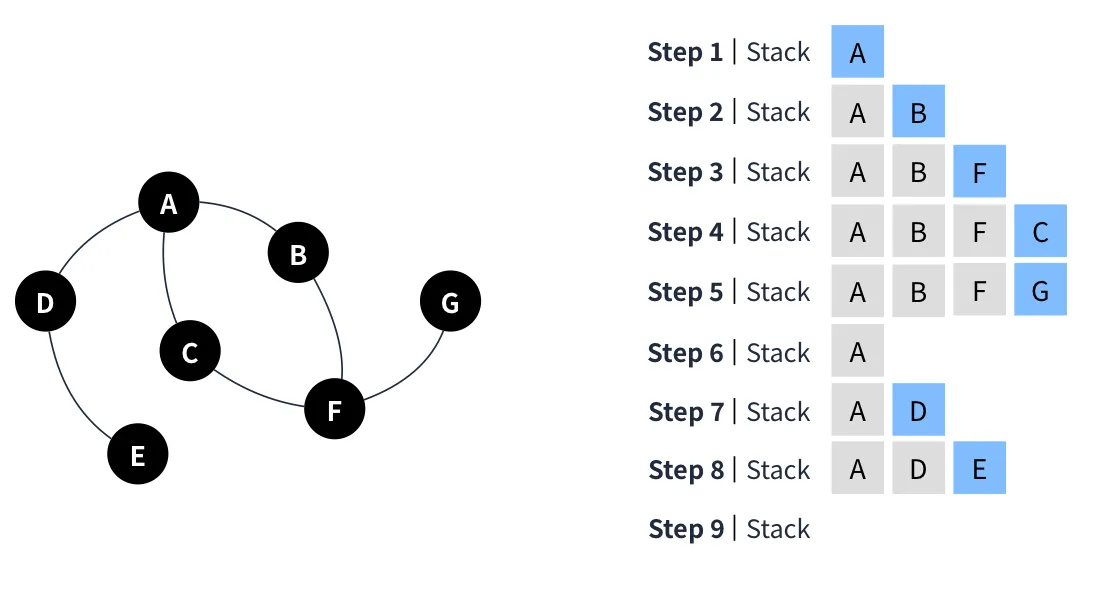 A
B
D
G
C
F
E
Step 1 | Stack A
Step 2 | Stack A B
Step 3 | Stack A B F
Step 4 | Stack A B F C
Step 5 | Stack A B F G
Step 6 | Stack A
Step 7 | Stack A D
Step 8 | Stack A D E
Step 9 | Stack